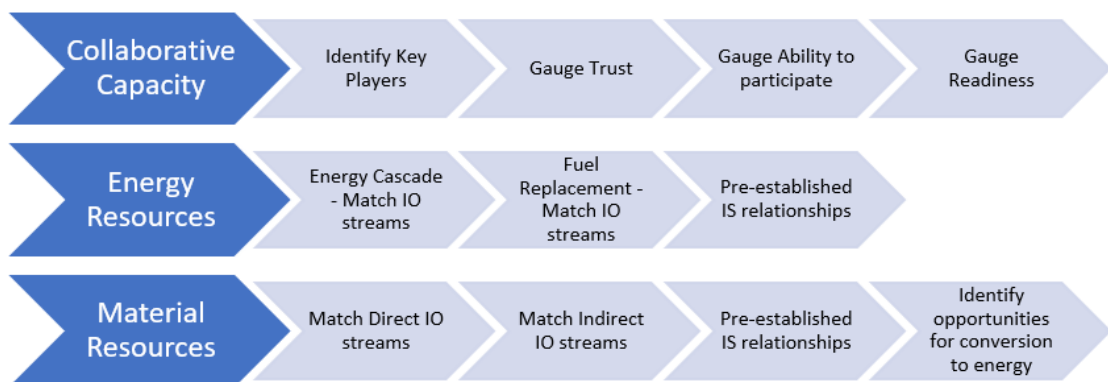 Collaborative
Capacity
Identify Key
Players
Gauge Trust
Gauge Ability to
participate
Gauge
Readiness
Energy
Resources
Energy Cascade
- Match IO
streams
Fuel
Replacement -
Match IO
streams
Pre-established
IS relationships
Material
Resources
Match Direct IO
streams
Match Indirect
IO streams
Pre-established
IS relationships
Identify
opportunities
for conversion
to energy